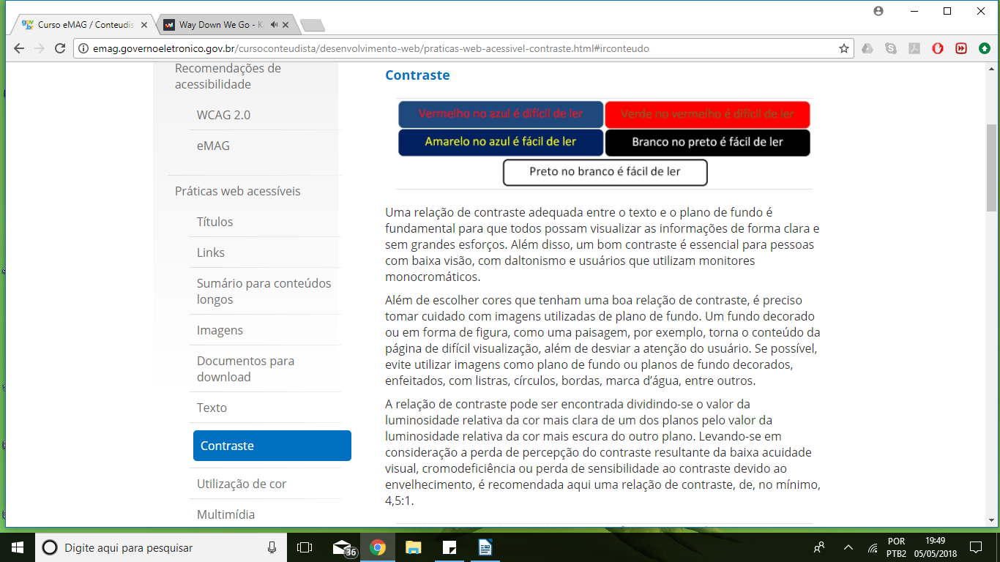 Curso eMAG / Conteudis
Way Down We Go - K
emag.governoeletronico.gov.br/cursoconteudista/desenvolvimento-web/praticas-web-acessivel-contraste.html#irconteudo
Recomendações de
acessibilidade
WCAG 2.0
eMAG
Práticas web acessíveis
Títulos
Links
Sumário para conteúdos
longos
Imagens
Documentos para
download
Texto
Contraste
Utilização de cor
Multimídia
Contraste
Vermelho no azul é difícil de ler
Verde no vermelho é difícil de ler
Amarelo no azul é fácil de ler
Branco no preto é fácil de ler
Preto no branco é fácil de ler
Uma relação de contraste adequada entre o texto e o plano de fundo é
fundamental para que todos possam visualizar as informações de forma clara e
sem grandes esforços. Além disso, um bom contraste é essencial para pessoas
com baixa visão, com daltonismo e usuários que utilizam monitores
monocromáticos.
Além de escolher cores que tenham uma boa relação de contraste, é preciso
tomar cuidado com imagens utilizadas de plano de fundo. Um fundo decorado
ou em forma de figura, como uma paisagem, por exemplo, torna o conteúdo da
página de difícil visualização, além de desviar a atenção do usuário. Se possível,
evite utilizar imagens como plano de fundo ou planos de fundo decorados,
enfeitados, com listras, círculos, bordas, marca d’água, entre outros.
A relação de contraste pode ser encontrada dividindo-se o valor da
luminosidade relativa da cor mais clara de um dos planos pelo valor da
luminosidade relativa da cor mais escura do outro plano. Levando-se em
consideração a perda de percepção do contraste resultante da baixa acuidade
visual, cromodeficiência ou perda de sensibilidade ao contraste devido ao
envelhecimento, é recomendada aqui uma relação de contraste, de, no mínimo,
4,5:1.
Digite aqui para pesquisar
36
POR
PTB2
19:49
05/05/2018